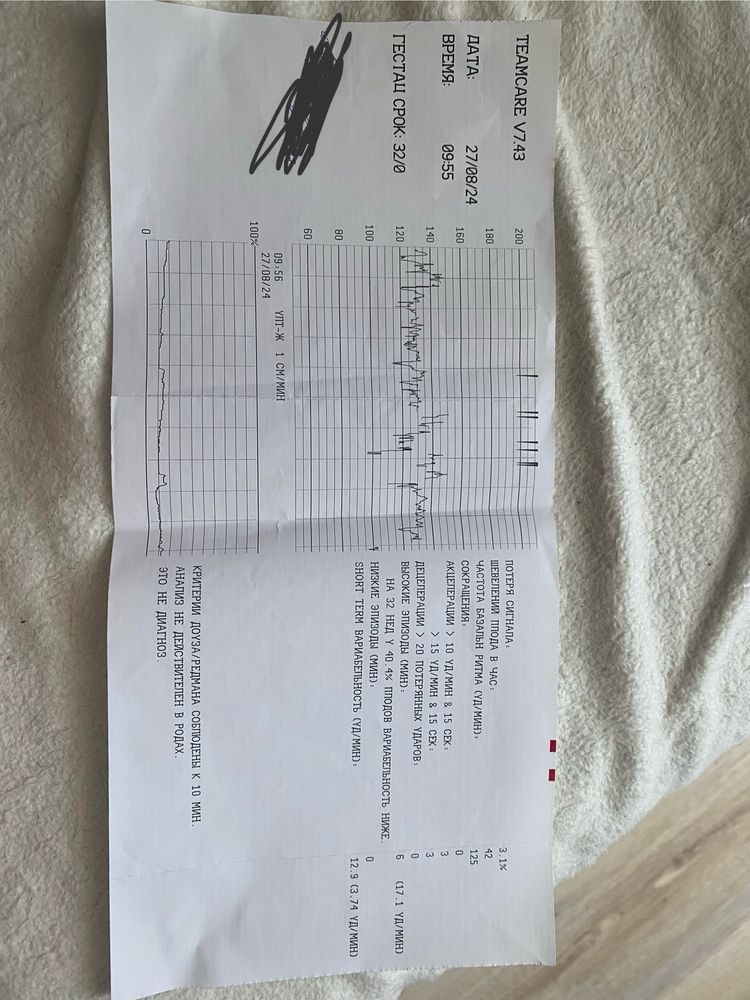 TEAMCARE V7.43
ДАТА: 27/08/24
ВРЕМЯ: 09:55
ГЕСТАЦ СРОК: 32/0
200
180
160
140
120
100
80
60
09:56 УЛТ-Ж 1 СМ/МИН
27/08/24
100%
0
ПОТЕРЯ СИГНАЛА: 3.1%
ШЕВЕЛЕНИЙ ПЛОДА В ЧАС: 42
ЧАСТОТА БАЗАЛЬН РИТМА (УД/МИН): 125
СОКРАЩЕНИЯ: 0
АКЦЕЛЕРАЦИИ > 10 УД/МИН & 15 СЕК: 3
> 15 УД/МИН & 15 СЕК: 3
ДЕЦЕЛЕРАЦИИ > 20 ПОТЕРЯННЫХ УДАРОВ: 0
ВЫСОКИЕ ЭПИЗОДЫ (МИН): 6 (17.1 УД/МИН)
НА 32 НЕД У 40.4% ПЛОДОВ ВАРИАБЕЛЬНОСТЬ НИЖЕ.
НИЗКИЕ ЭПИЗОДЫ (МИН): 0
SHORT TERM ВАРИАБЕЛЬНОСТЬ (УД/МИН): 12.9 (3.74 УД/МИН)
КРИТЕРИИ ДОУЗА/РЕДМАНА СОБЛЮДЕНЫ К 10 МИН.
АНАЛИЗ НЕ ДЕЙСТВИТЕЛЕН В РОДАХ.
ЭТО НЕ ДИАГНОЗ.